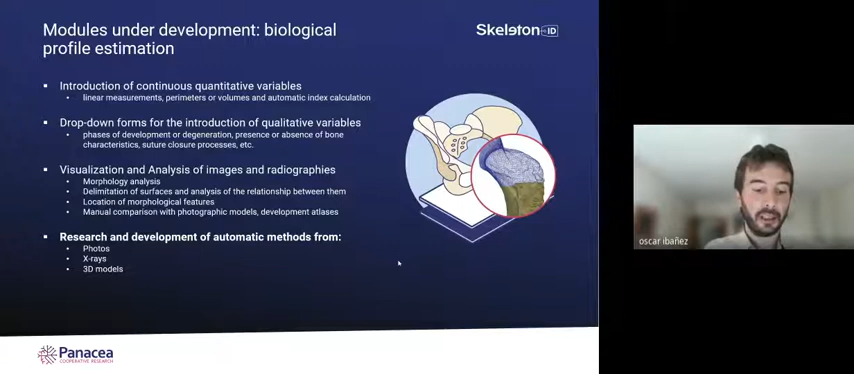 Modules under development: biological
profile estimation
Skeleton ID
▪ Introduction of continuous quantitative variables
• linear measurements, perimeters or volumes and automatic index calculation
▪ Drop-down forms for the introduction of qualitative variables
• phases of development or degeneration, presence or absence of bone
characteristics, suture closure processes, etc.
▪ Visualization and Analysis of images and radiographies
• Morphology analysis
• Delimitation of surfaces and analysis of the relationship between them
• Location of morphological features
• Manual comparison with photographic models, development atlases
▪ Research and development of automatic methods from:
• Photos
• X-rays
• 3D models
oscar ibañez
Panacea
COOPERATIVE RESEARCH